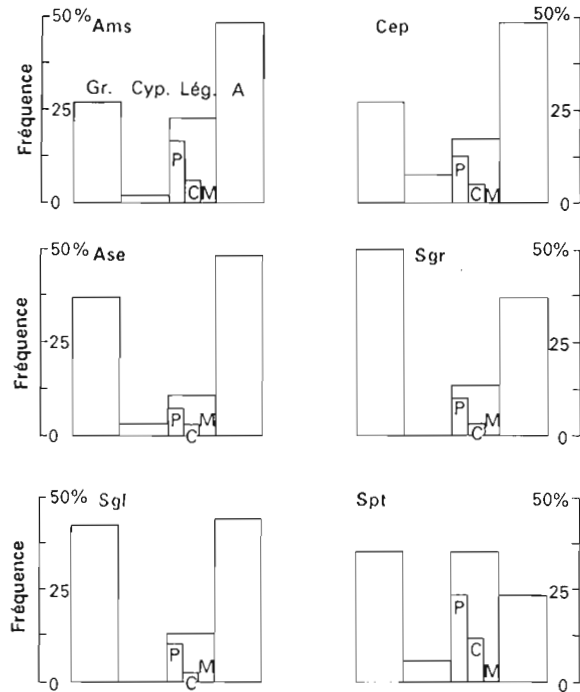 50% Ams Cep 50%
Gr. Cyp. Lég. A
Fréquence
25 25
P P
C M C M
0 0
50% Ase Sgr 50%
Fréquence
25 25
P M P M
C C
0 0
50% Sgl Spt 50%
Fréquence
25 25
P
P M C M
C
0 0